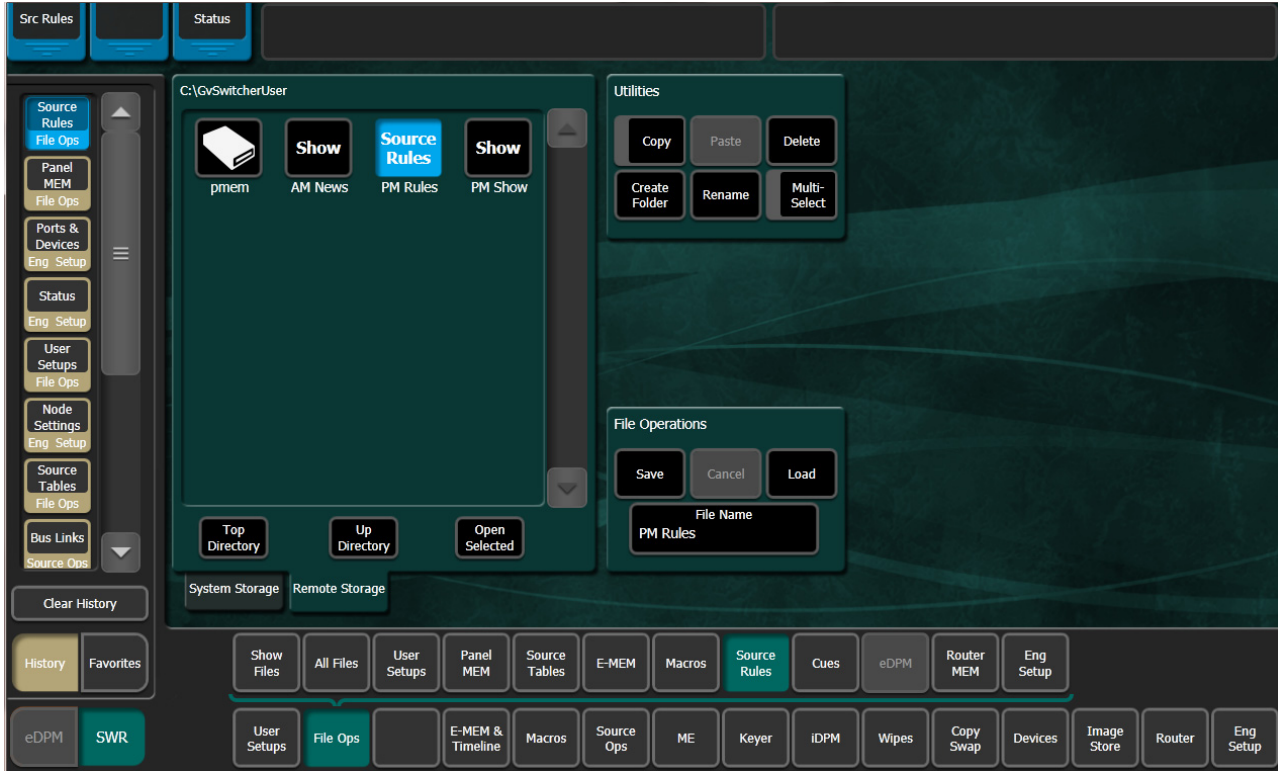 Src Rules
Status
Source
Rules
File Ops
Panel
MEM
File Ops
Ports &
Devices
Eng Setup
Status
Eng Setup
User
Setups
File Ops
Node
Settings
Eng Setup
Source
Tables
File Ops
Bus Links
Source Ops
Clear History
History
Favorites
eDPM
SWR
C:\GvSwitcherUser
pmem
Show
AM News
Source
Rules
PM Rules
Show
PM Show
Top
Directory
Up
Directory
Open
Selected
System Storage
Remote Storage
Utilities
Copy
Paste
Delete
Create
Folder
Rename
Multi-
Select
File Operations
Save
Cancel
Load
File Name
PM Rules
Show
Files
All Files
User
Setups
Panel
MEM
Source
Tables
E-MEM
Macros
Source
Rules
Cues
eDPM
Router
MEM
Eng
Setup
User
Setups
File Ops
E-MEM &
Timeline
Macros
Source
Ops
ME
Keyer
iDPM
Wipes
Copy
Swap
Devices
Image
Store
Router
Eng
Setup